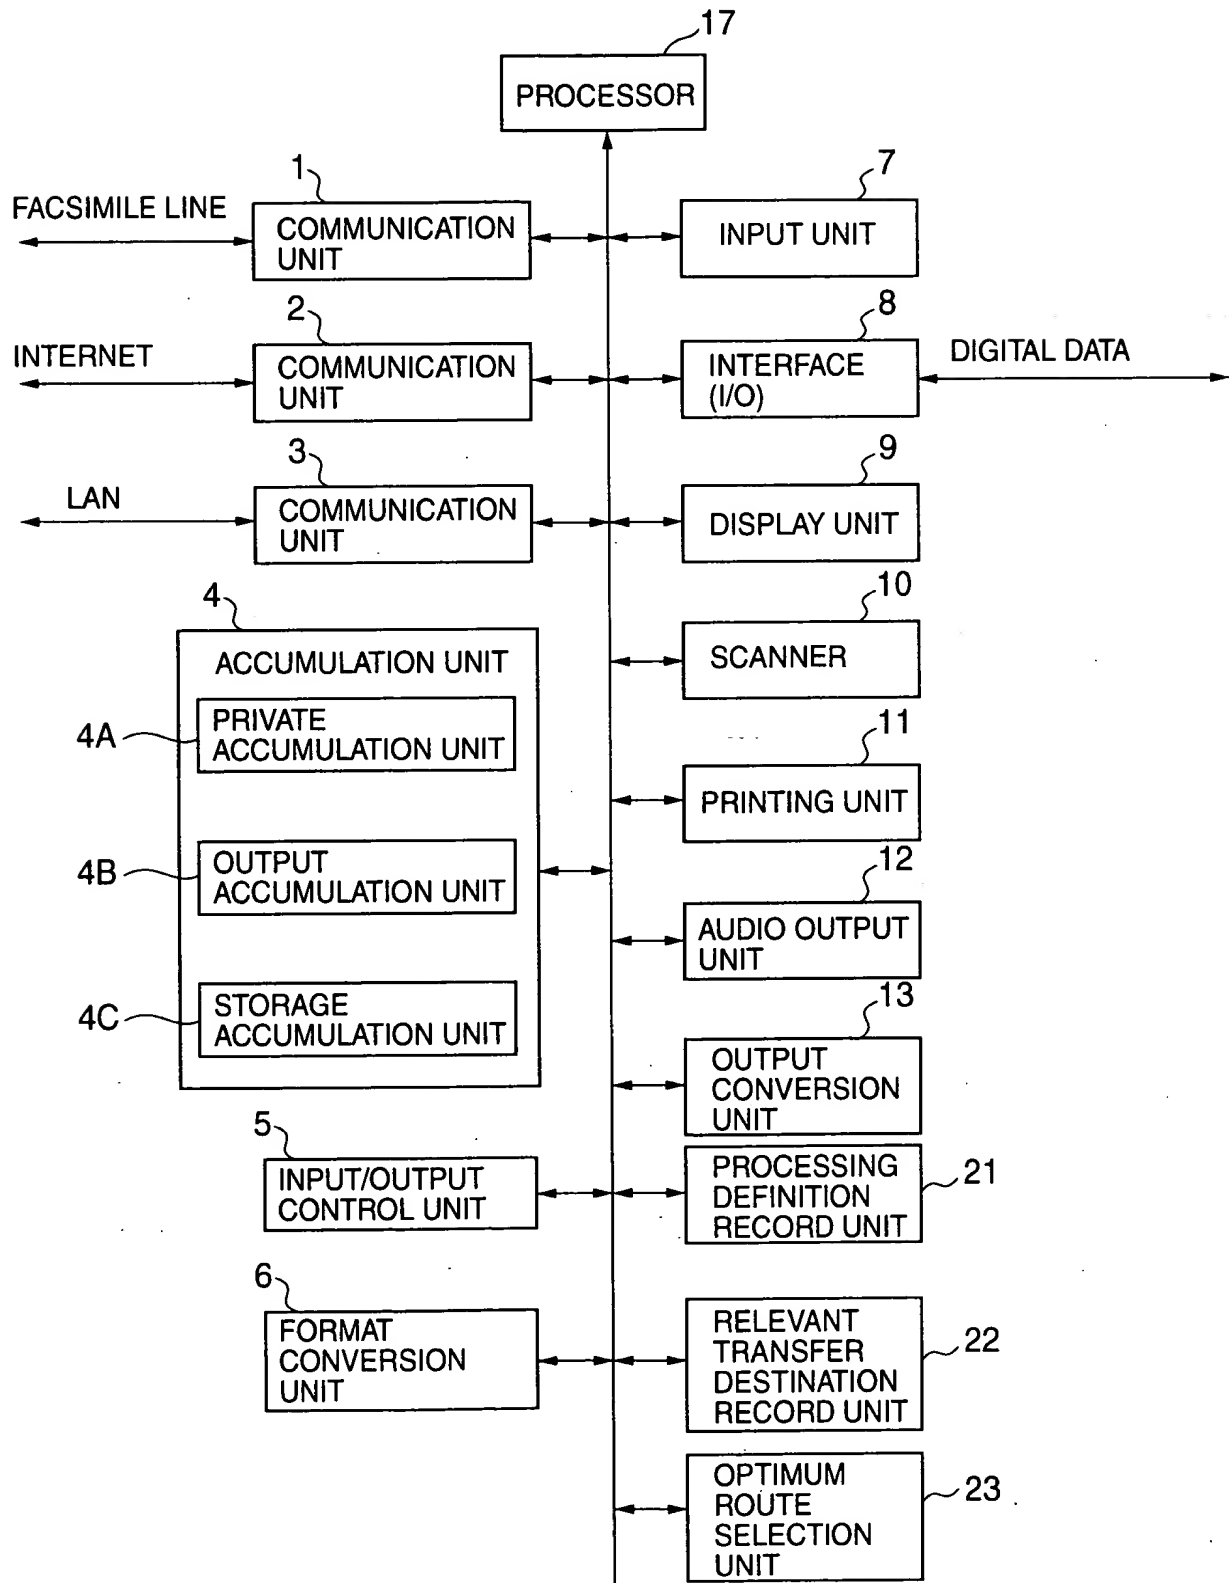 17
PROCESSOR
1
FACSIMILE LINE
COMMUNICATION
UNIT
7
INPUT UNIT
2
INTERNET
COMMUNICATION
UNIT
8
INTERFACE
(I/O)
DIGITAL DATA
3
LAN
COMMUNICATION
UNIT
9
DISPLAY UNIT
4
ACCUMULATION UNIT
4A
PRIVATE
ACCUMULATION UNIT
4B
OUTPUT
ACCUMULATION UNIT
4C
STORAGE
ACCUMULATION UNIT
10
SCANNER
11
PRINTING UNIT
12
AUDIO OUTPUT
UNIT
13
OUTPUT
CONVERSION
UNIT
5
INPUT/OUTPUT
CONTROL UNIT
PROCESSING
DEFINITION
RECORD UNIT
21
6
FORMAT
CONVERSION
UNIT
RELEVANT
TRANSFER
DESTINATION
RECORD UNIT
22
OPTIMUM
ROUTE
SELECTION
UNIT
23